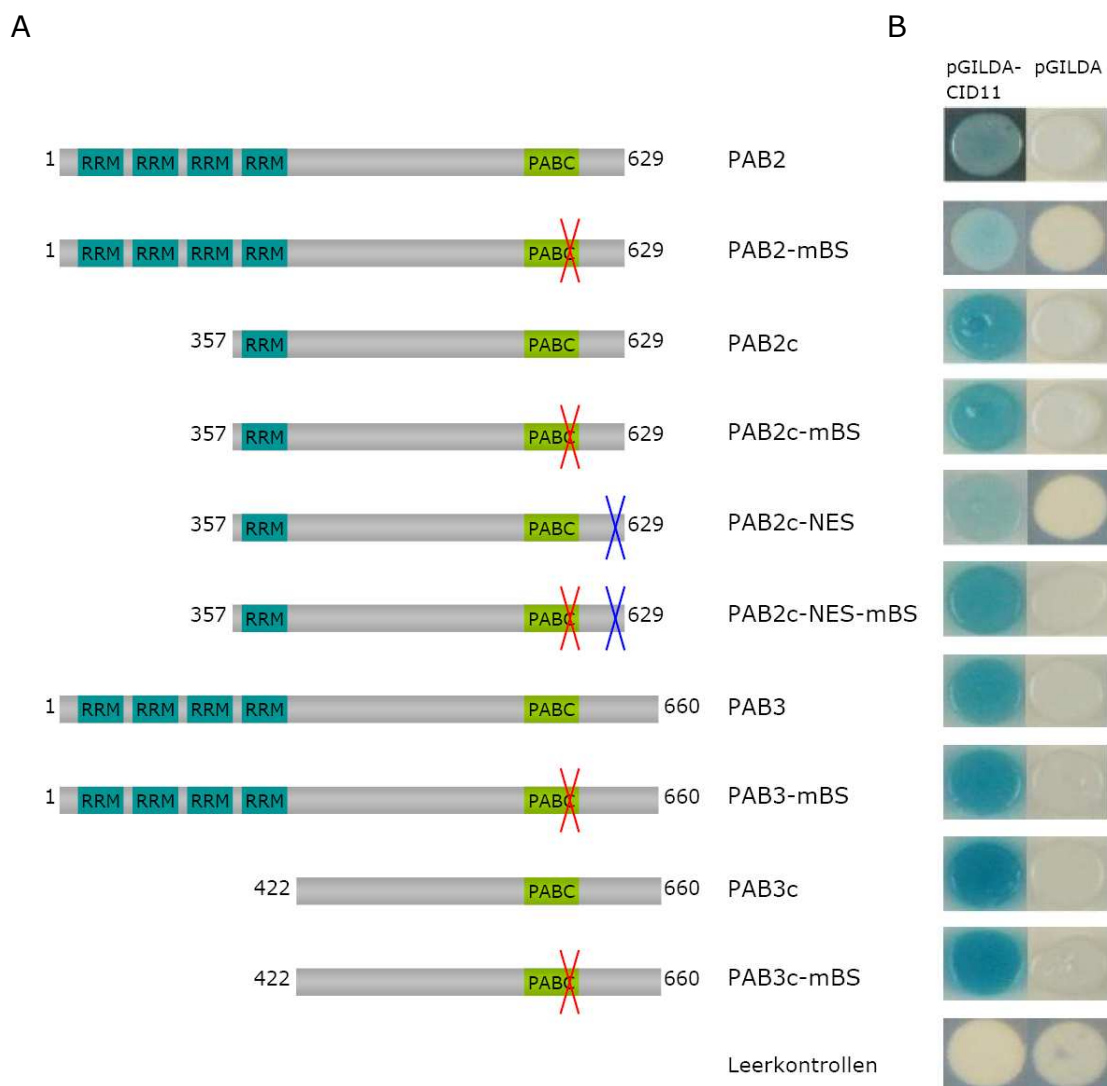 A
B
pGILDA- pGILDA
CID11
1 RRM RRM RRM RRM PABC 629 PAB2
1 RRM RRM RRM RRM PABC 629 PAB2-mBS
357 RRM PABC 629 PAB2c
357 RRM PABC 629 PAB2c-mBS
357 RRM PABC 629 PAB2c-NES
357 RRM PABC 629 PAB2c-NES-mBS
1 RRM RRM RRM RRM PABC 660 PAB3
1 RRM RRM RRM RRM PABC 660 PAB3-mBS
422 PABC 660 PAB3c
422 PABC 660 PAB3c-mBS
Leerkontrollen